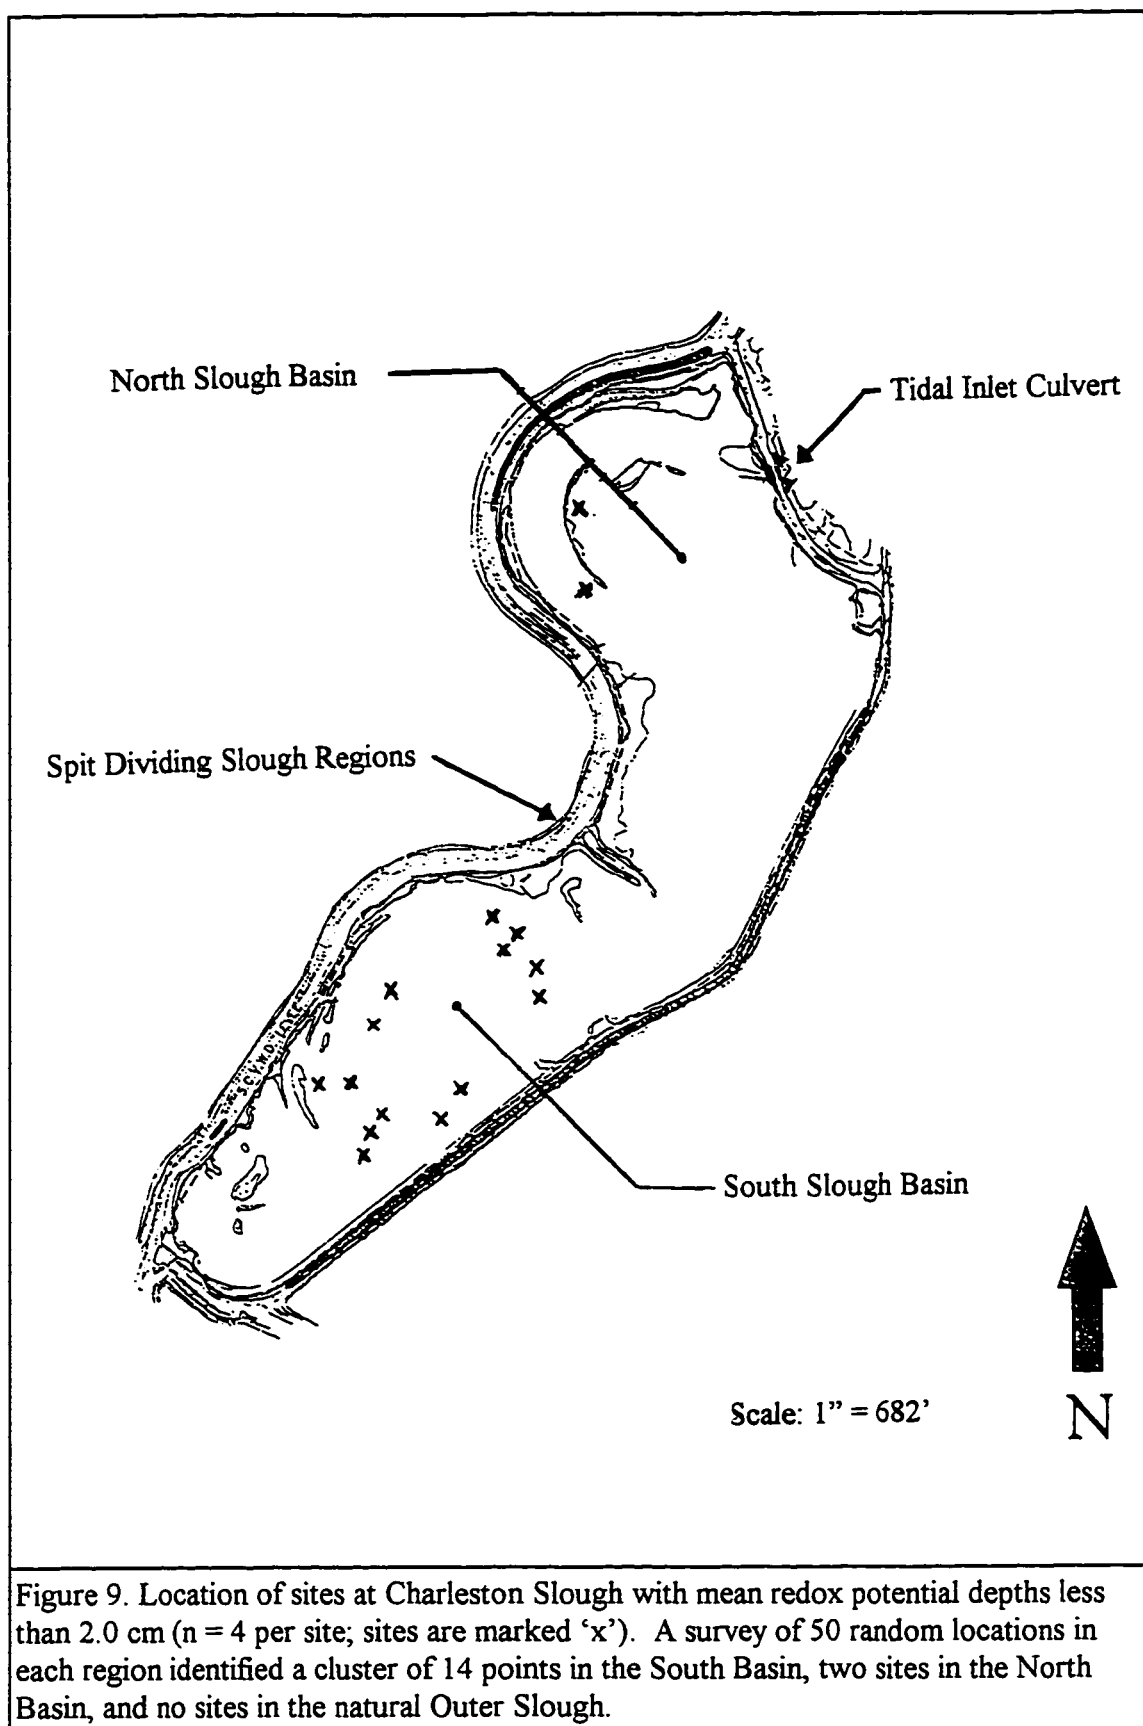 North Slough Basin
Tidal Inlet Culvert
Spit Dividing Slough Regions
South Slough Basin
Scale: 1” = 682’
N
Figure 9. Location of sites at Charleston Slough with mean redox potential depths less
than 2.0 cm (n = 4 per site; sites are marked ‘x’). A survey of 50 random locations in
each region identified a cluster of 14 points in the South Basin, two sites in the North
Basin, and no sites in the natural Outer Slough.